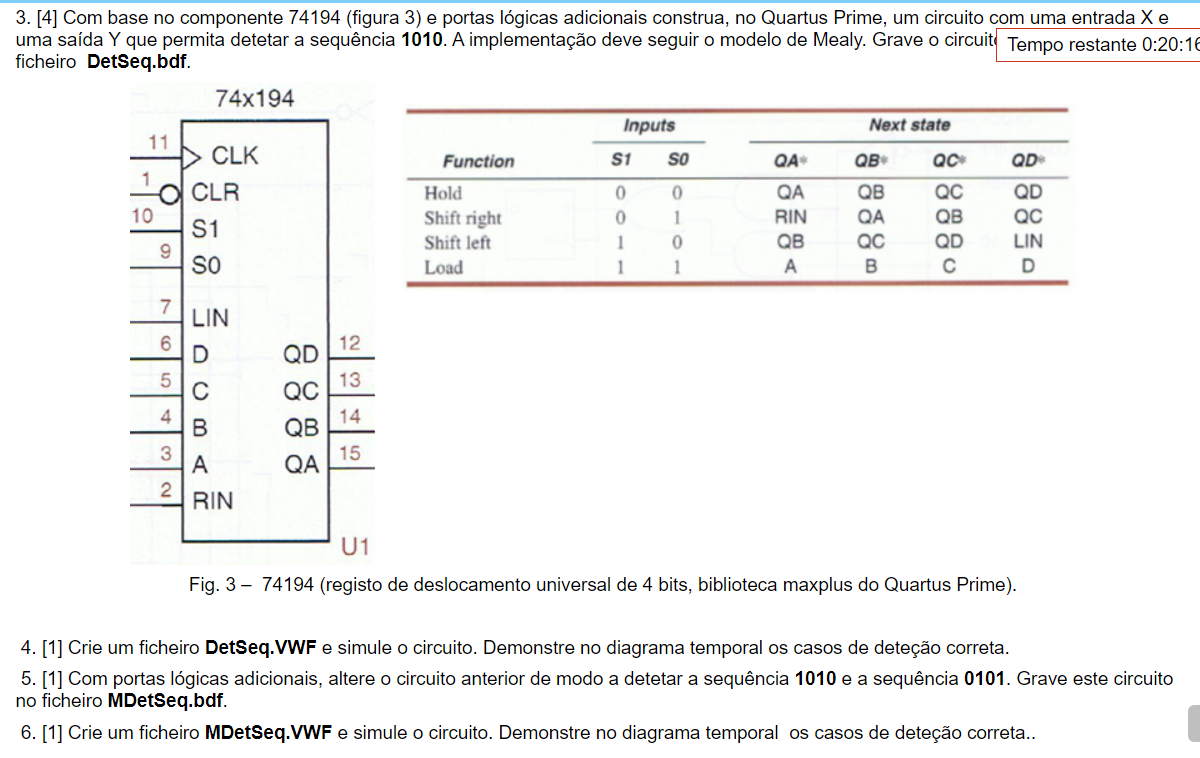 3. [4] Com base no componente 74194 (figura 3) e portas lógicas adicionais construa, no Quartus Prime, um circuito com uma entrada X e
uma saída Y que permita detetar a sequência 1010. A implementação deve seguir o modelo de Mealy. Grave o
Tempo restante 0:20:16
ficheiro DetSeq.bdf.
74x194
11 CLK
1 CLR
10 S1
9 S0
7 LIN
6 D QD 12
5 C QC 13
4 B QB 14
3 A QA 15
2 RIN
U1
Inputs Next state
Function S1 S0 QA* QB* QC* QD*
Hold 0 0 QA QB QC QD
Shift right 0 1 RIN QA QB QC
Shift left 1 0 QB QC QD LIN
Load 1 1 A B C D
Fig. 3 – 74194 (registo de deslocamento universal de 4 bits, biblioteca maxplus do Quartus Prime).
4. [1] Crie um ficheiro DetSeq.VWF e simule o circuito. Demonstre no diagrama temporal os casos de deteção correta.
5. [1] Com portas lógicas adicionais, altere o circuito anterior de modo a detetar a sequência 1010 e a sequência 0101. Grave este circuito
no ficheiro MDetSeq.bdf.
6. [1] Crie um ficheiro MDetSeq.VWF e simule o circuito. Demonstre no diagrama temporal os casos de deteção correta..